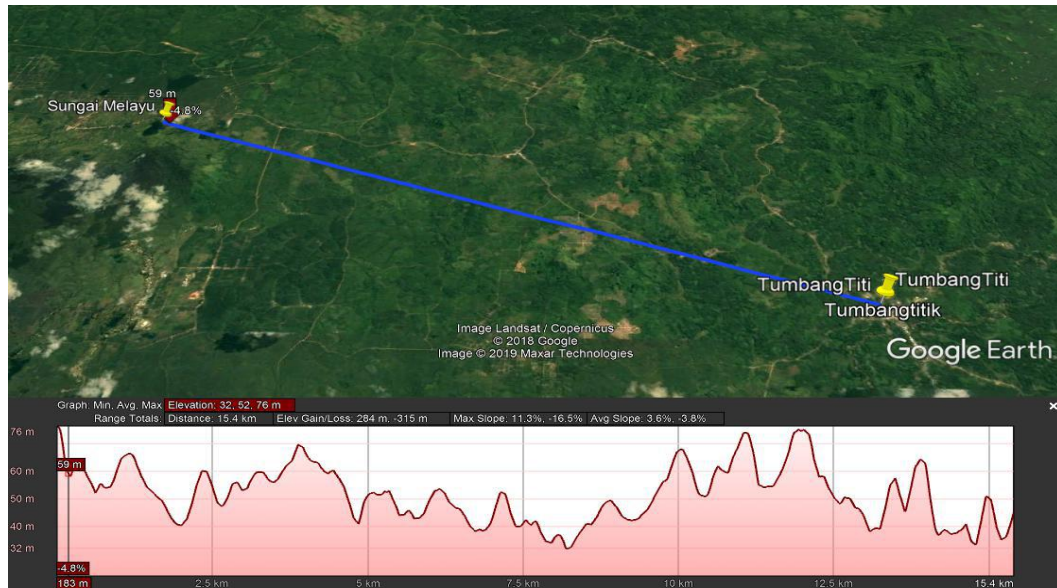 59 m
Sungai Melayu
-4.8%
TumbangTiti TumbangTiti
Tumbangtitik
Image Landsat / Copernicus
© 2018 Google
Image © 2019 Maxar Technologies
Google Earth
Graph: Min, Avg, Max Elevation: 32, 52, 76 m
Range Totals: Distance: 15.4 km Elev Gain/Loss: 284 m, -315 m Max Slope: 11.3%, -16.5% Avg Slope: 3.6%, -3.8%
76 m
59 m
60 m
50 m
40 m
32 m
-4.8%
183 m 2.5 km 5 km 7.5 km 10 km 12.5 km 15.4 km